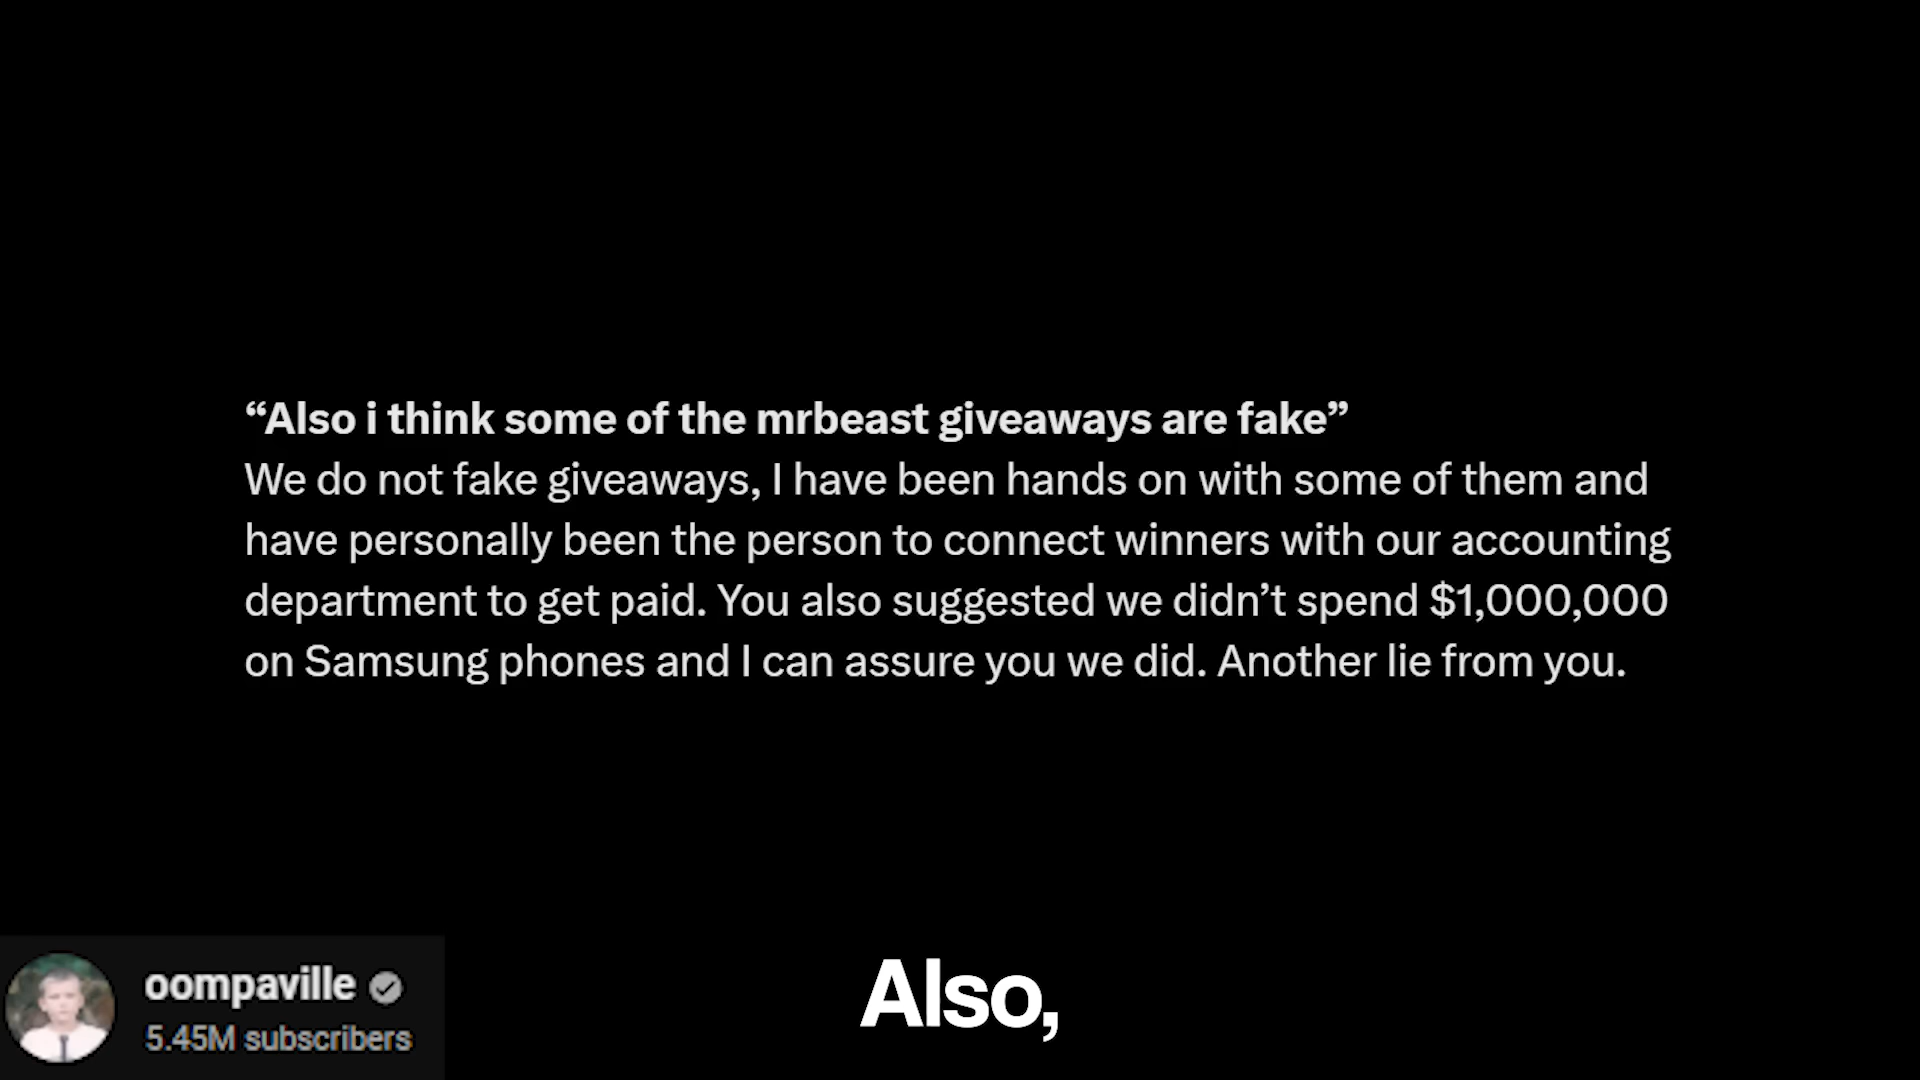 “Also i think some of the mrbeast giveaways are fake”
We do not fake giveaways, I have been hands on with some of them and
have personally been the person to connect winners with our accounting
department to get paid. You also suggested we didn’t spend $1,000,000
on Samsung phones and I can assure you we did. Another lie from you.
oompaville
5.45M subscribers
Also,